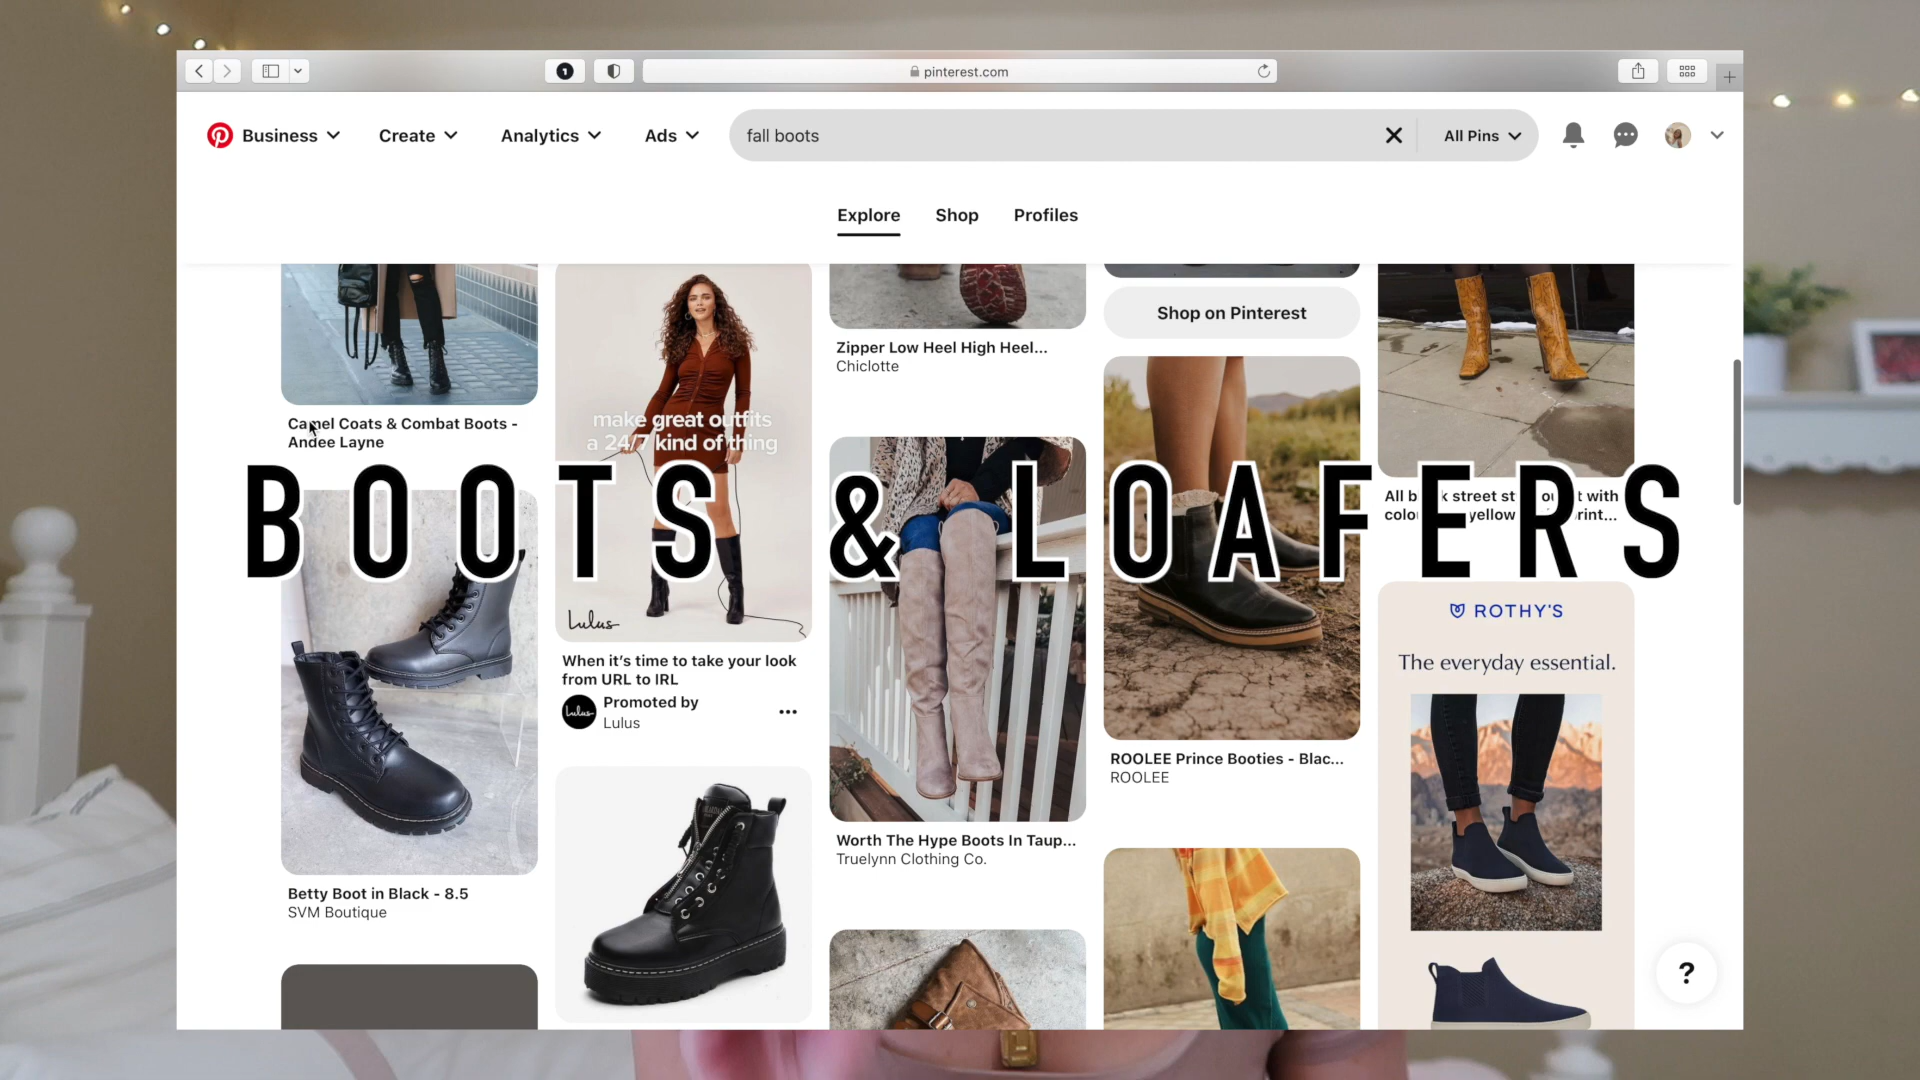 pinterest.com
Business
Create
Analytics
Ads
fall boots
All Pins
Explore
Shop
Profiles
Camel Coats & Combat Boots -
Andee Layne
make great outfits
a 24/7 kind of thing
Lulus
When it's time to take your look
from URL to IRL
Lulus
Promoted by
Lulus
Zipper Low Heel High Heel...
Chiclotte
Shop on Pinterest
BOOTS & LOAFERS
street
with
yellow
ROTHY'S
The everyday essential.
Betty Boot in Black - 8.5
SVM Boutique
Worth The Hype Boots In Taup...
Truelynn Clothing Co.
ROOLEE Prince Booties - Blac...
ROOLEE
?